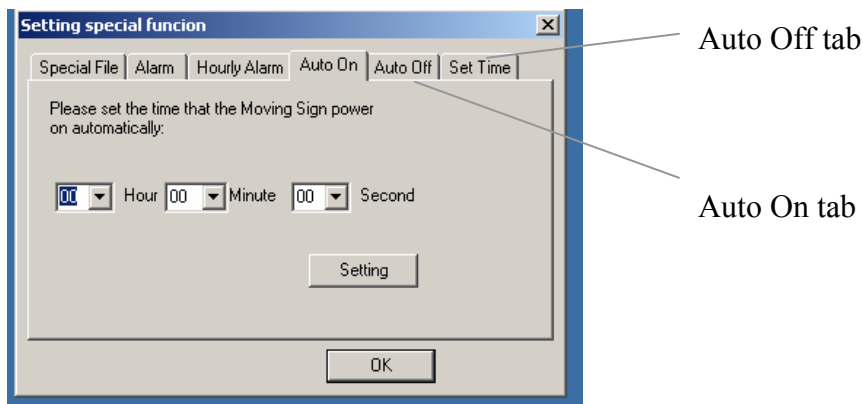 Setting special funcion
Auto Off tab
Special File Alarm Hourly Alarm Auto On Auto Off Set Time
Please set the time that the Moving Sign power
on automatically:
00 Hour 00 Minute 00 Second
Auto On tab
Setting
OK